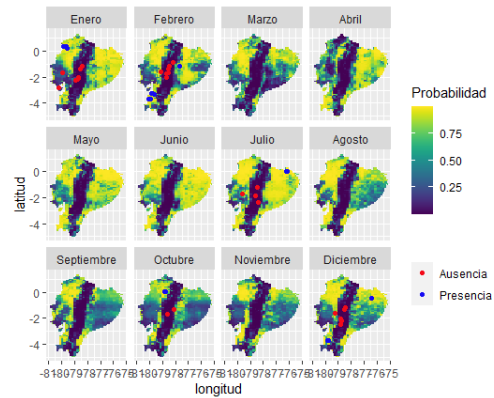 Enero Febrero Marzo Abril
0
-2
-4
Mayo Junio Julio Agosto
0
-2
-4
Septiembre Octubre Noviembre Diciembre
0
-2
-4
latitud
longitud
Probabilidad
0.75
0.50
0.25
Ausencia
Presencia